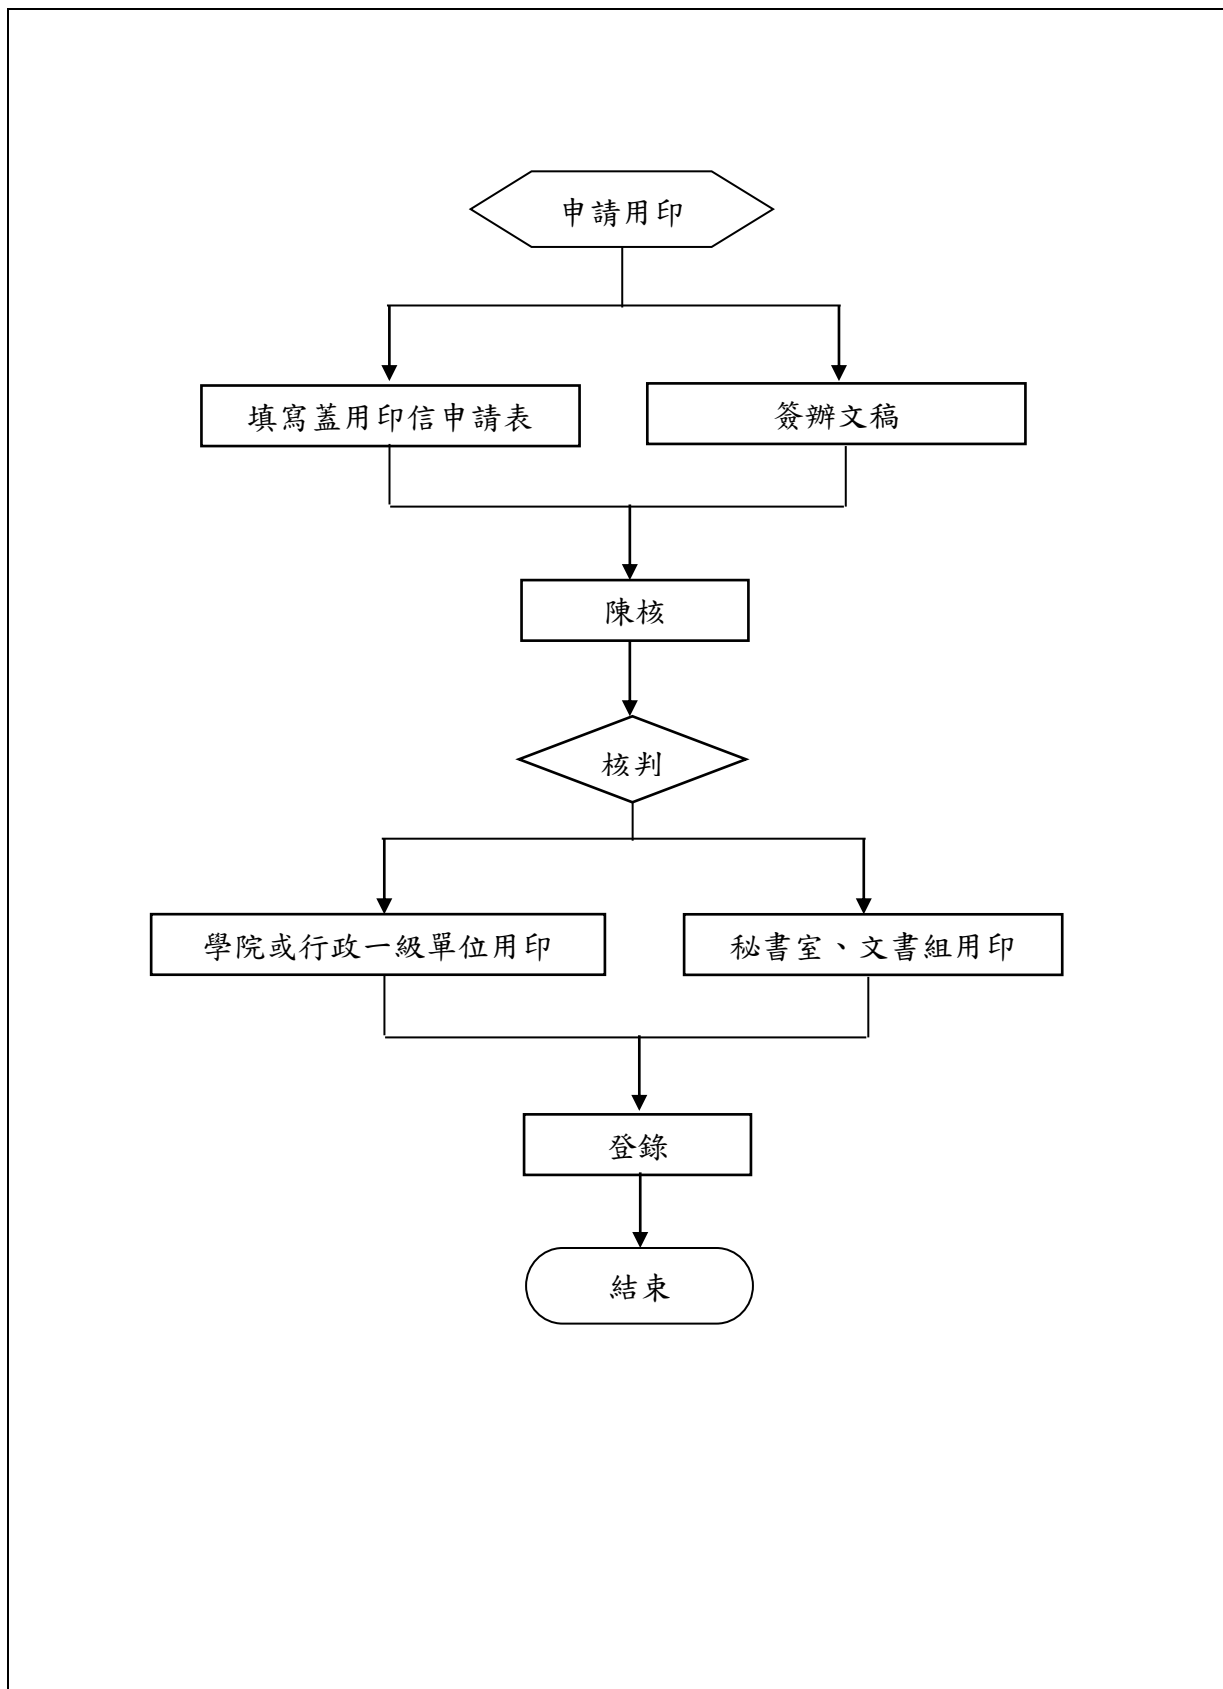 申請用印
填寫蓋用印信申請表
簽辦文稿
陳核
核判
學院或行政一級單位用印
秘書室、文書組用印
登錄
結束